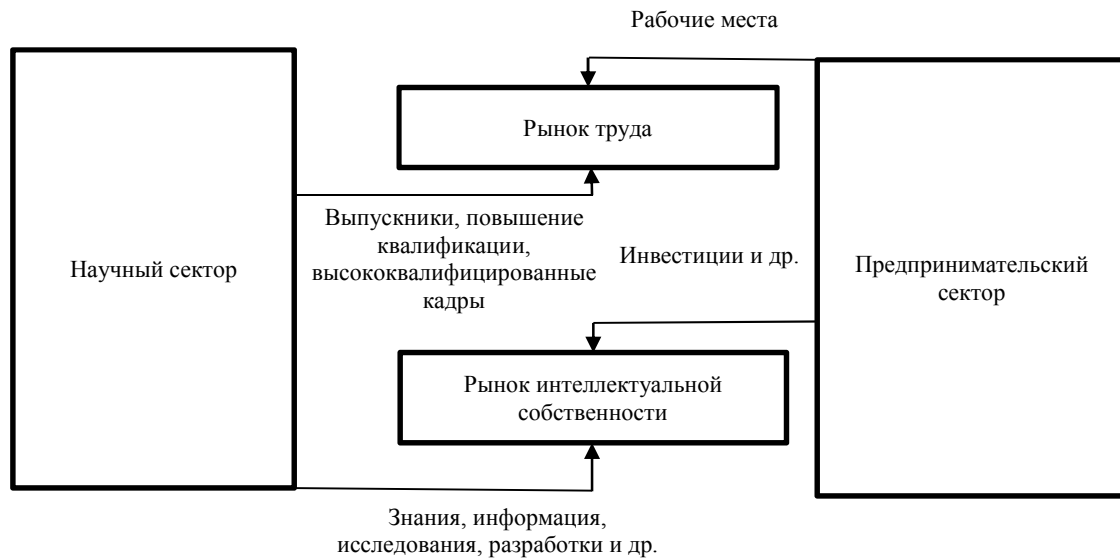 Рабочие места
Рынок труда
Выпускники, повышение
квалификации,
высококвалифицированные
кадры
Научный сектор
Инвестиции и др.
Предпринимательский
сектор
Рынок интеллектуальной
собственности
Знания, информация,
исследования, разработки и др.